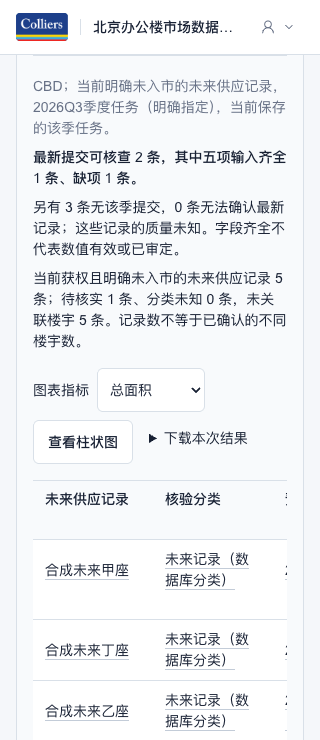 Colliers
北京办公楼市场数据…
CBD；当前明确未入市的未来供应记录，
2026Q3季度任务（明确指定），当前保存
的该季任务。
最新提交可核查 2 条，其中五项输入齐全
1 条、缺项 1 条。
另有 3 条无该季提交，0 条无法确认最新
记录；这些记录的质量未知。字段齐全不
代表数值有效或已审定。
当前获权且明确未入市的未来供应记录 5
条；待核实 1 条、分类未知 0 条，未关
联楼宇 5 条。记录数不等于已确认的不同
楼宇数。
图表指标 总面积
查看柱状图 ▶ 下载本次结果
未来供应记录 核验分类
合成未来甲座 未来记录（数
据库分类）
合成未来丁座 未来记录（数
据库分类）
合成未来乙座 未来记录（数
据库分类）